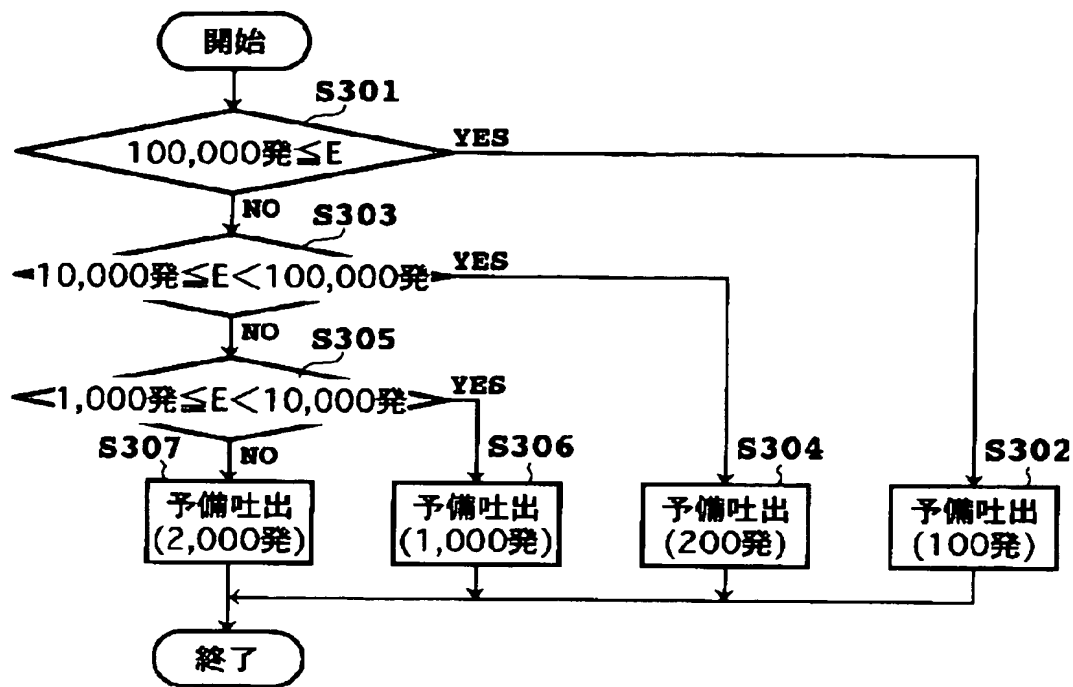 開始
S301
100,000発≦E
YES
NO
S303
10,000発≦E<100,000発
YES
NO
S305
1,000発≦E<10,000発
YES
NO
S307
予備吐出
(2,000発)
S306
予備吐出
(1,000発)
S304
予備吐出
(200発)
S302
予備吐出
(100発)
終了